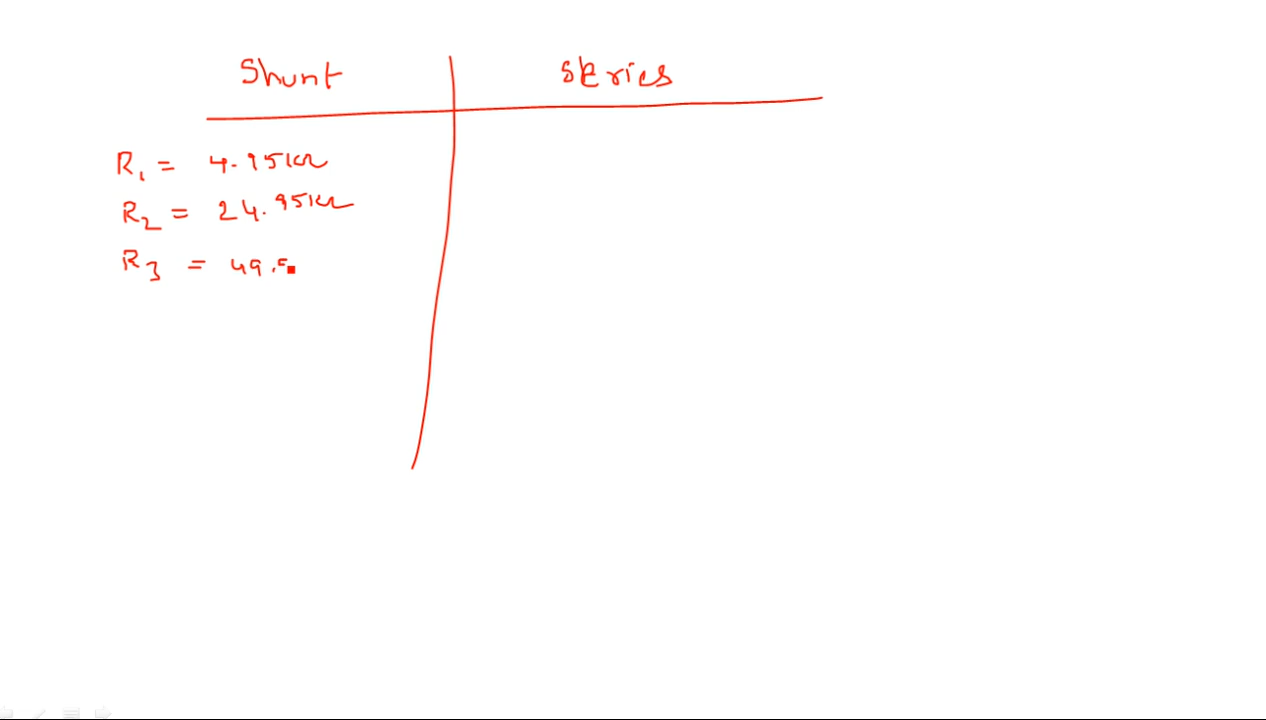 Shunt series
R1 = 4.95kΩ
R2 = 24.95kΩ
R3 = 49.